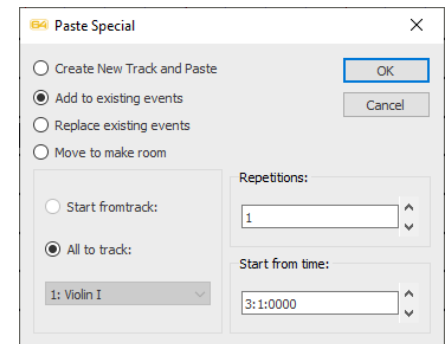 64 Paste Special
Create New Track and Paste
OK
Add to existing events
Cancel
Replace existing events
Move to make room
Start fromtrack:
All to track:
1: Violin I
Repetitions:
1
Start from time:
3:1:0000